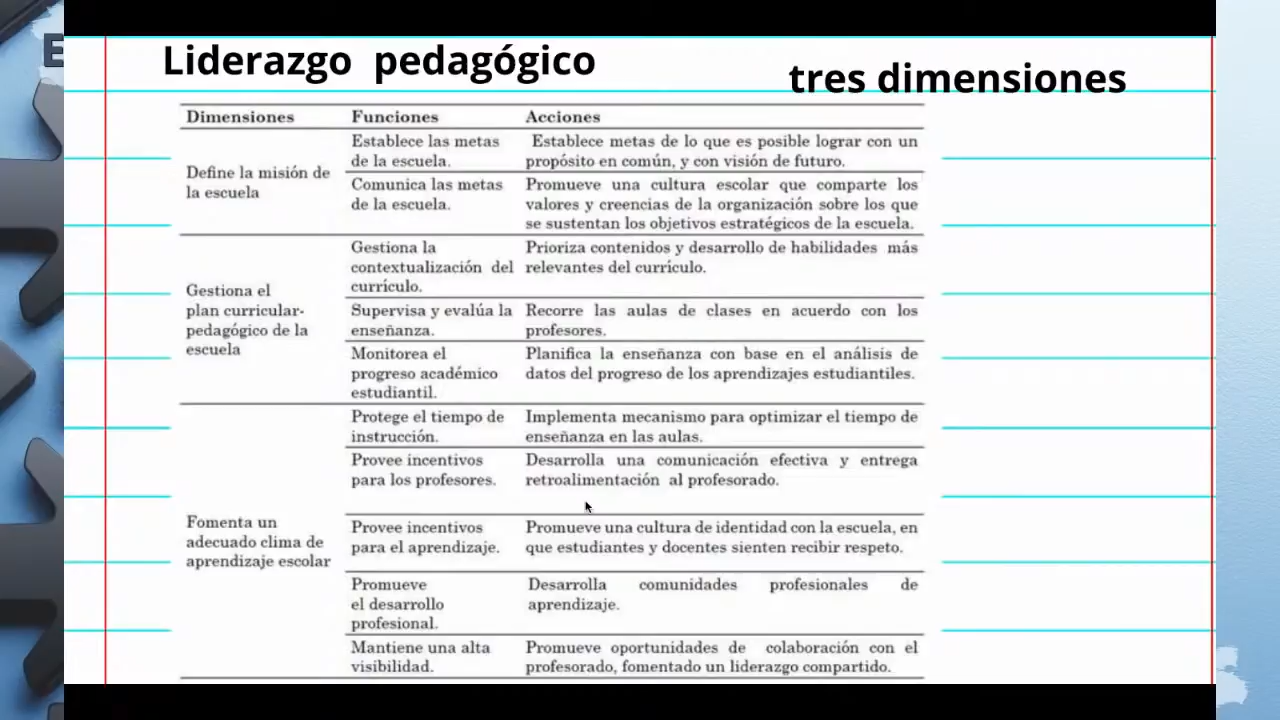 E
Liderazgo pedagógico
tres dimensiones
Dimensiones Funciones Acciones
Define la misión de
la escuela
Establece las metas
de la escuela.
Establece metas de lo que es posible lograr con un
propósito en común, y con visión de futuro.
Comunica las metas
de la escuela.
Promueve una cultura escolar que comparte los
valores y creencias de la organización sobre los que
se sustentan los objetivos estratégicos de la escuela.
Gestiona el
plan curricular-
pedagógico de la
escuela
Gestiona la
contextualización del
currículo.
Prioriza contenidos y desarrollo de habilidades más
relevantes del currículo.
Supervisa y evalúa la
enseñanza.
Recorre las aulas de clases en acuerdo con los
profesores.
Monitorea el
progreso académico
estudiantil.
Planifica la enseñanza con base en el análisis de
datos del progreso de los aprendizajes estudiantiles.
Fomenta un
adecuado clima de
aprendizaje escolar
Protege el tiempo de
instrucción.
Implementa mecanismo para optimizar el tiempo de
enseñanza en las aulas.
Provee incentivos
para los profesores.
Desarrolla una comunicación efectiva y entrega
retroalimentación al profesorado.
Provee incentivos
para el aprendizaje.
Promueve una cultura de identidad con la escuela, en
que estudiantes y docentes sienten recibir respeto.
Promueve
el desarrollo
profesional.
Desarrolla comunidades profesionales de
aprendizaje.
Mantiene una alta
visibilidad.
Promueve oportunidades de colaboración con el
profesorado, fomentado un liderazgo compartido.